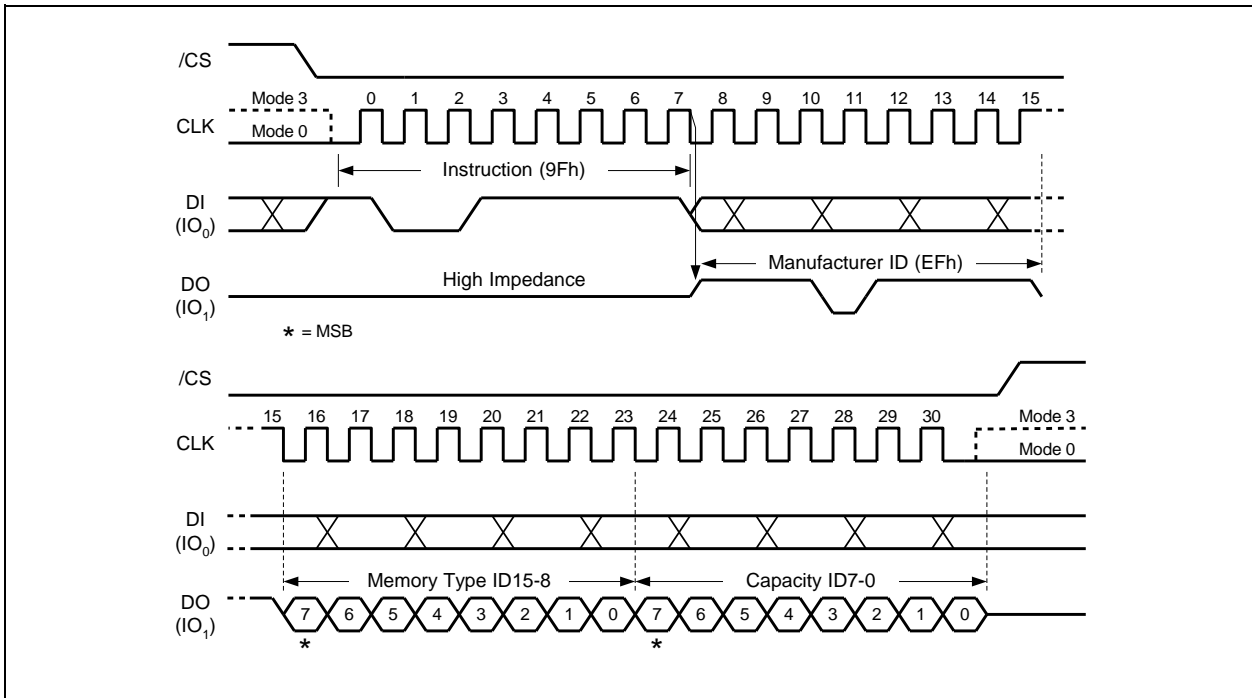 /CS
Mode 3 0 1 2 3 4 5 6 7 8 9 10 11 12 13 14 15
CLK
Mode 0
Instruction (9Fh)
DI
(IO₀)
Manufacturer ID (EFh)
High Impedance
DO
(IO₁)
* = MSB
/CS
15 16 17 18 19 20 21 22 23 24 25 26 27 28 29 30 Mode 3
CLK
Mode 0
DI
(IO₀)
Memory Type ID15-8 Capacity ID7-0
DO
(IO₁)
7 6 5 4 3 2 1 0 7 6 5 4 3 2 1 0
* *